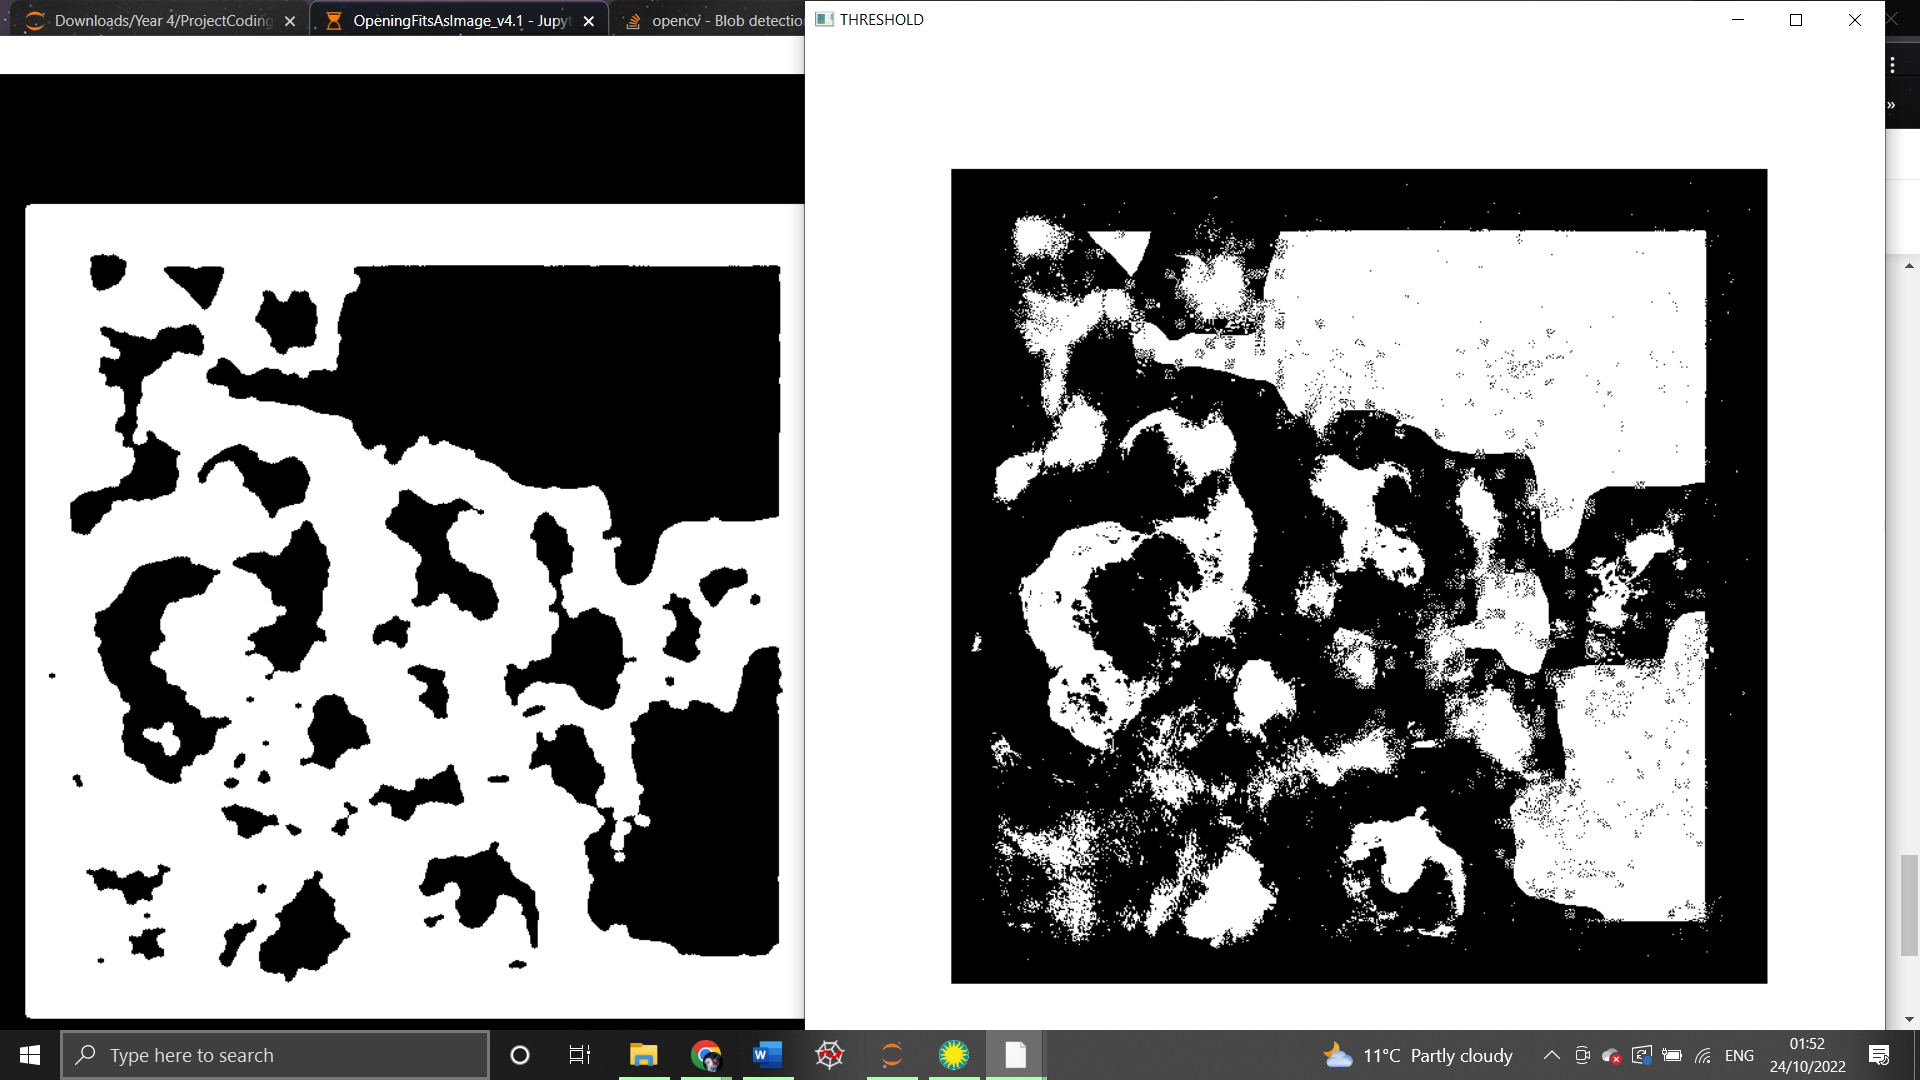 Downloads/Year 4/ProjectCoding
OpeningFitsAsImage_v4.1 - Jupyt
opencv - Blob detection
THRESHOLD
»
Type here to search
11°C Partly cloudy
ENG
01:52
24/10/2022